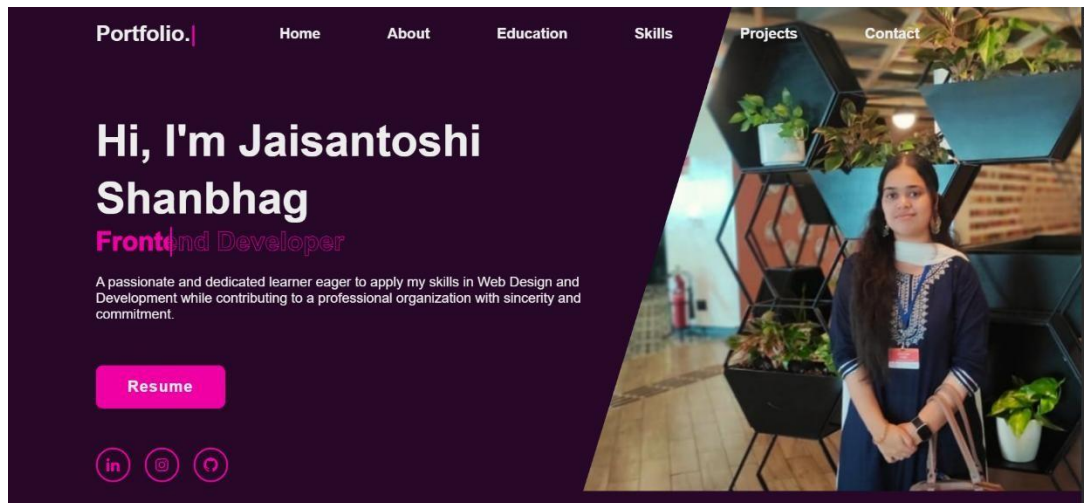 Portfolio.
Home About Education Skills Projects Contact
Hi, I'm Jaisantoshi
Shanbhag
Frontend Developer
A passionate and dedicated learner eager to apply my skills in Web Design and
Development while contributing to a professional organization with sincerity and
commitment.
Resume
in